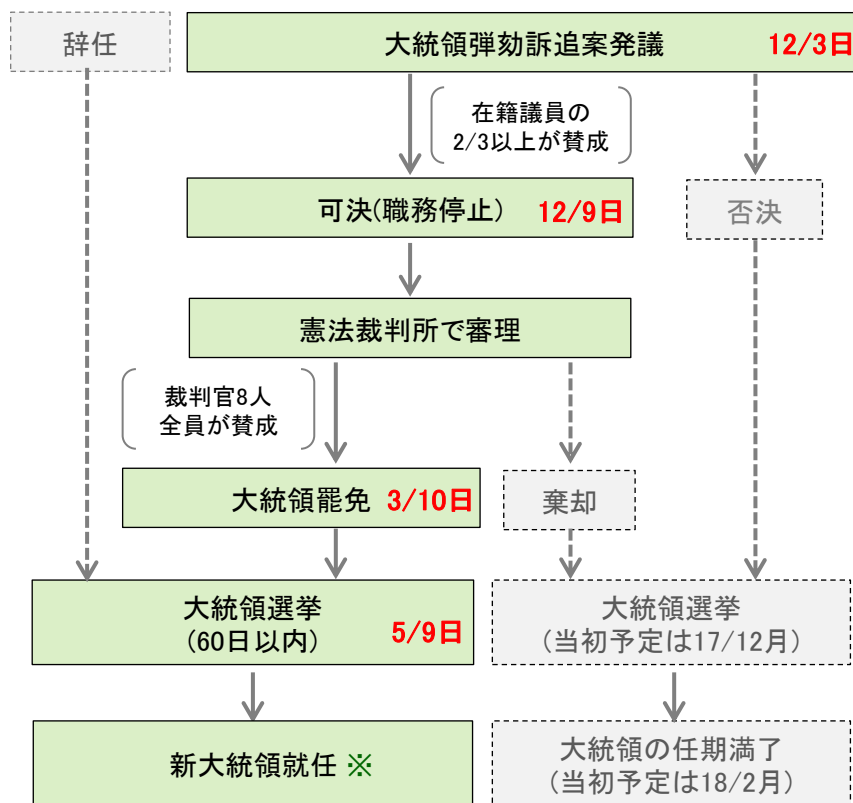 辞任
大統領弾劾訴追案発議 12/3日
在籍議員の
2/3以上が賛成
可決(職務停止) 12/9日
否決
憲法裁判所で審理
裁判官8人
全員が賛成
大統領罷免 3/10日
棄却
大統領選挙
(60日以内) 5/9日
大統領選挙
(当初予定は17/12月)
新大統領就任 ※
大統領の任期満了
(当初予定は18/2月)